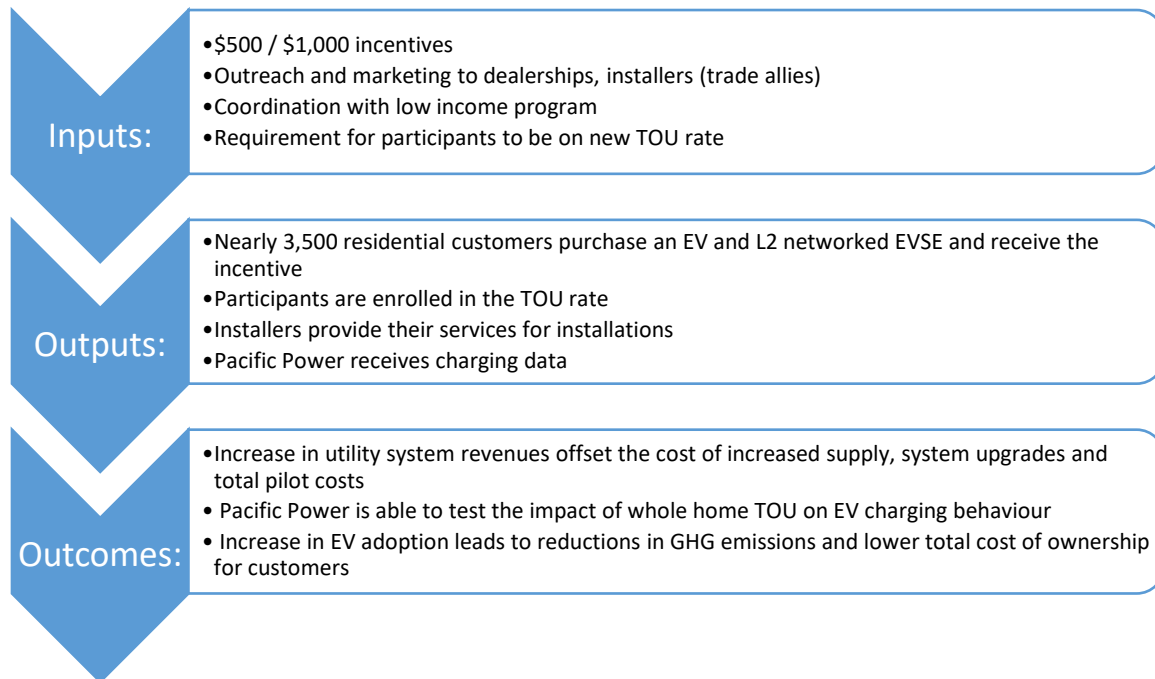 Inputs:
•$500 / $1,000 incentives
•Outreach and marketing to dealerships, installers (trade allies)
•Coordination with low income program
•Requirement for participants to be on new TOU rate
Outputs:
•Nearly 3,500 residential customers purchase an EV and L2 networked EVSE and receive the
incentive
•Participants are enrolled in the TOU rate
•Installers provide their services for installations
•Pacific Power receives charging data
Outcomes:
•Increase in utility system revenues offset the cost of increased supply, system upgrades and
total pilot costs
• Pacific Power is able to test the impact of whole home TOU on EV charging behaviour
• Increase in EV adoption leads to reductions in GHG emissions and lower total cost of ownership
for customers